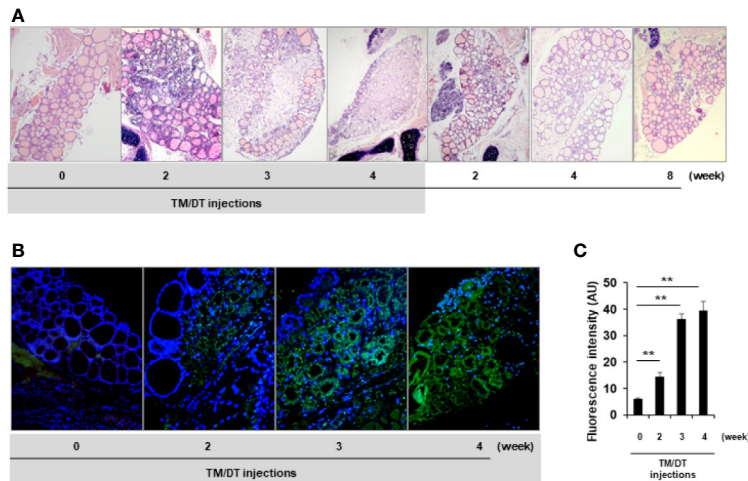 A
0 2 3 4 2 4 8 (week)
TM/DT injections
B
0 2 3 4 (week)
TM/DT injections
C
Fluorescence intensity (AU)
50
40
30
20
10
0
**
**
**
0 2 3 4 (week)
TM/DT
injections